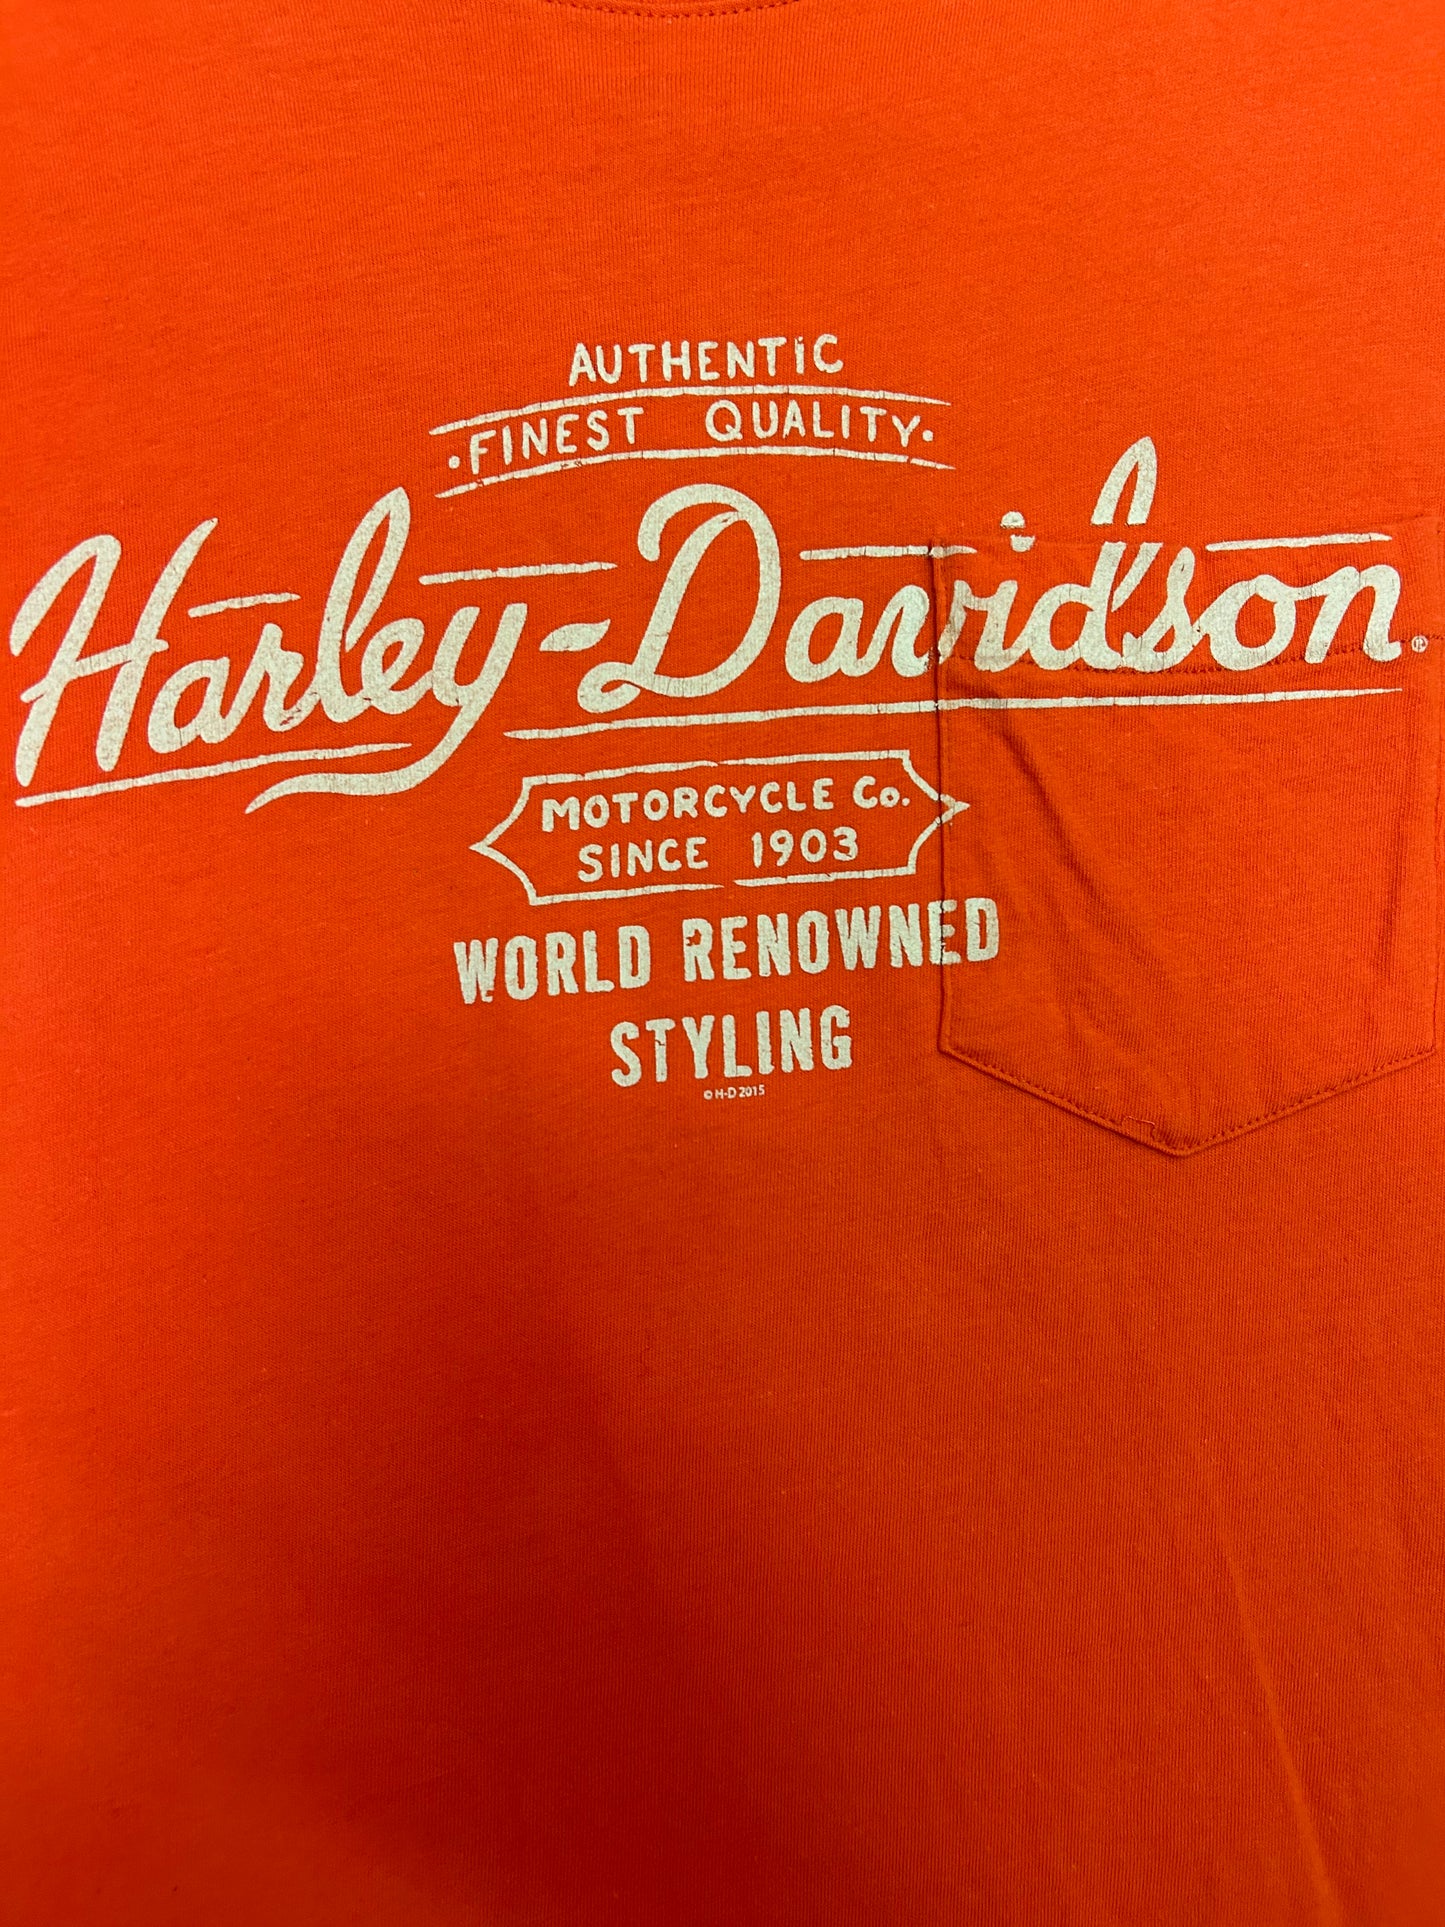 AUTHENTIC
·FINEST QUALITY·
Harley-Davidson®
MOTORCYCLE Co.
SINCE 1903
WORLD RENOWNED
STYLING
© H-D 2015